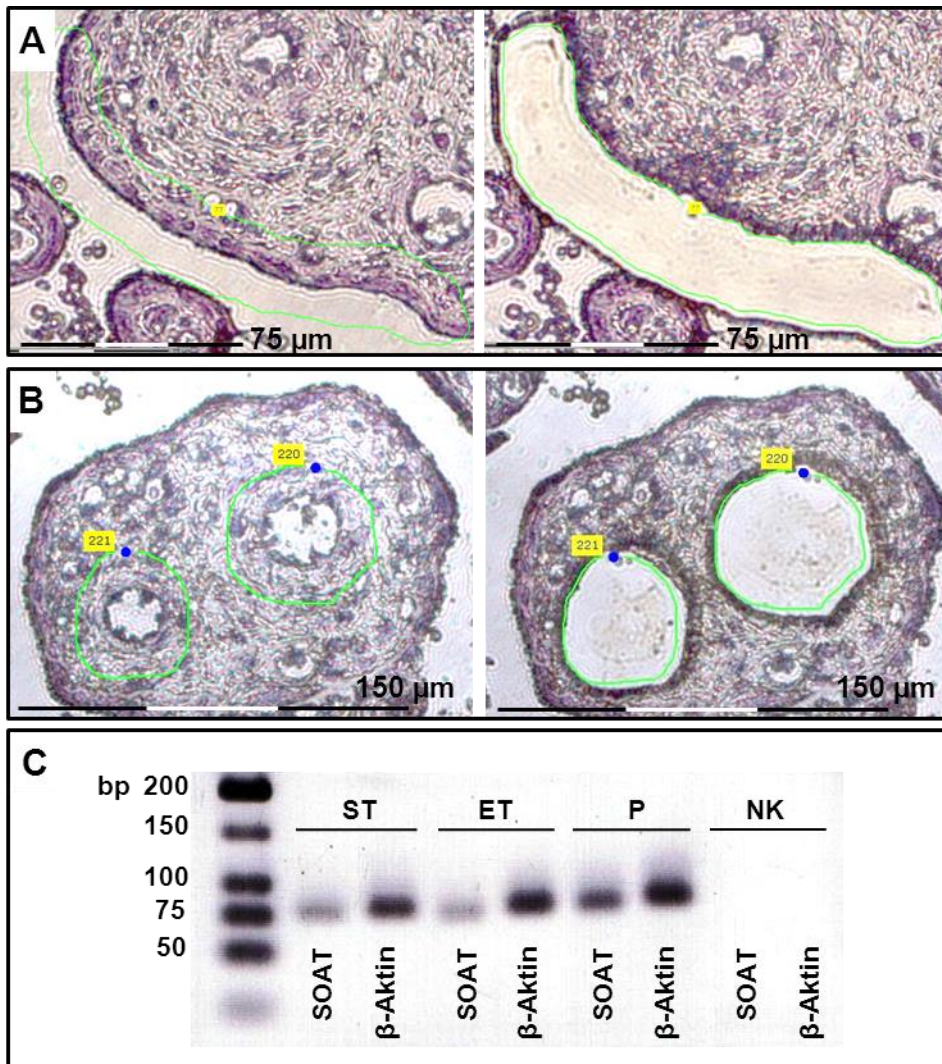 A
77
77
75 µm
75 µm
B
220
221
220
221
150 µm
150 µm
C
bp 200
150
100
75
50
ST ET P NK
SOAT β-Aktin SOAT β-Aktin SOAT β-Aktin SOAT β-Aktin